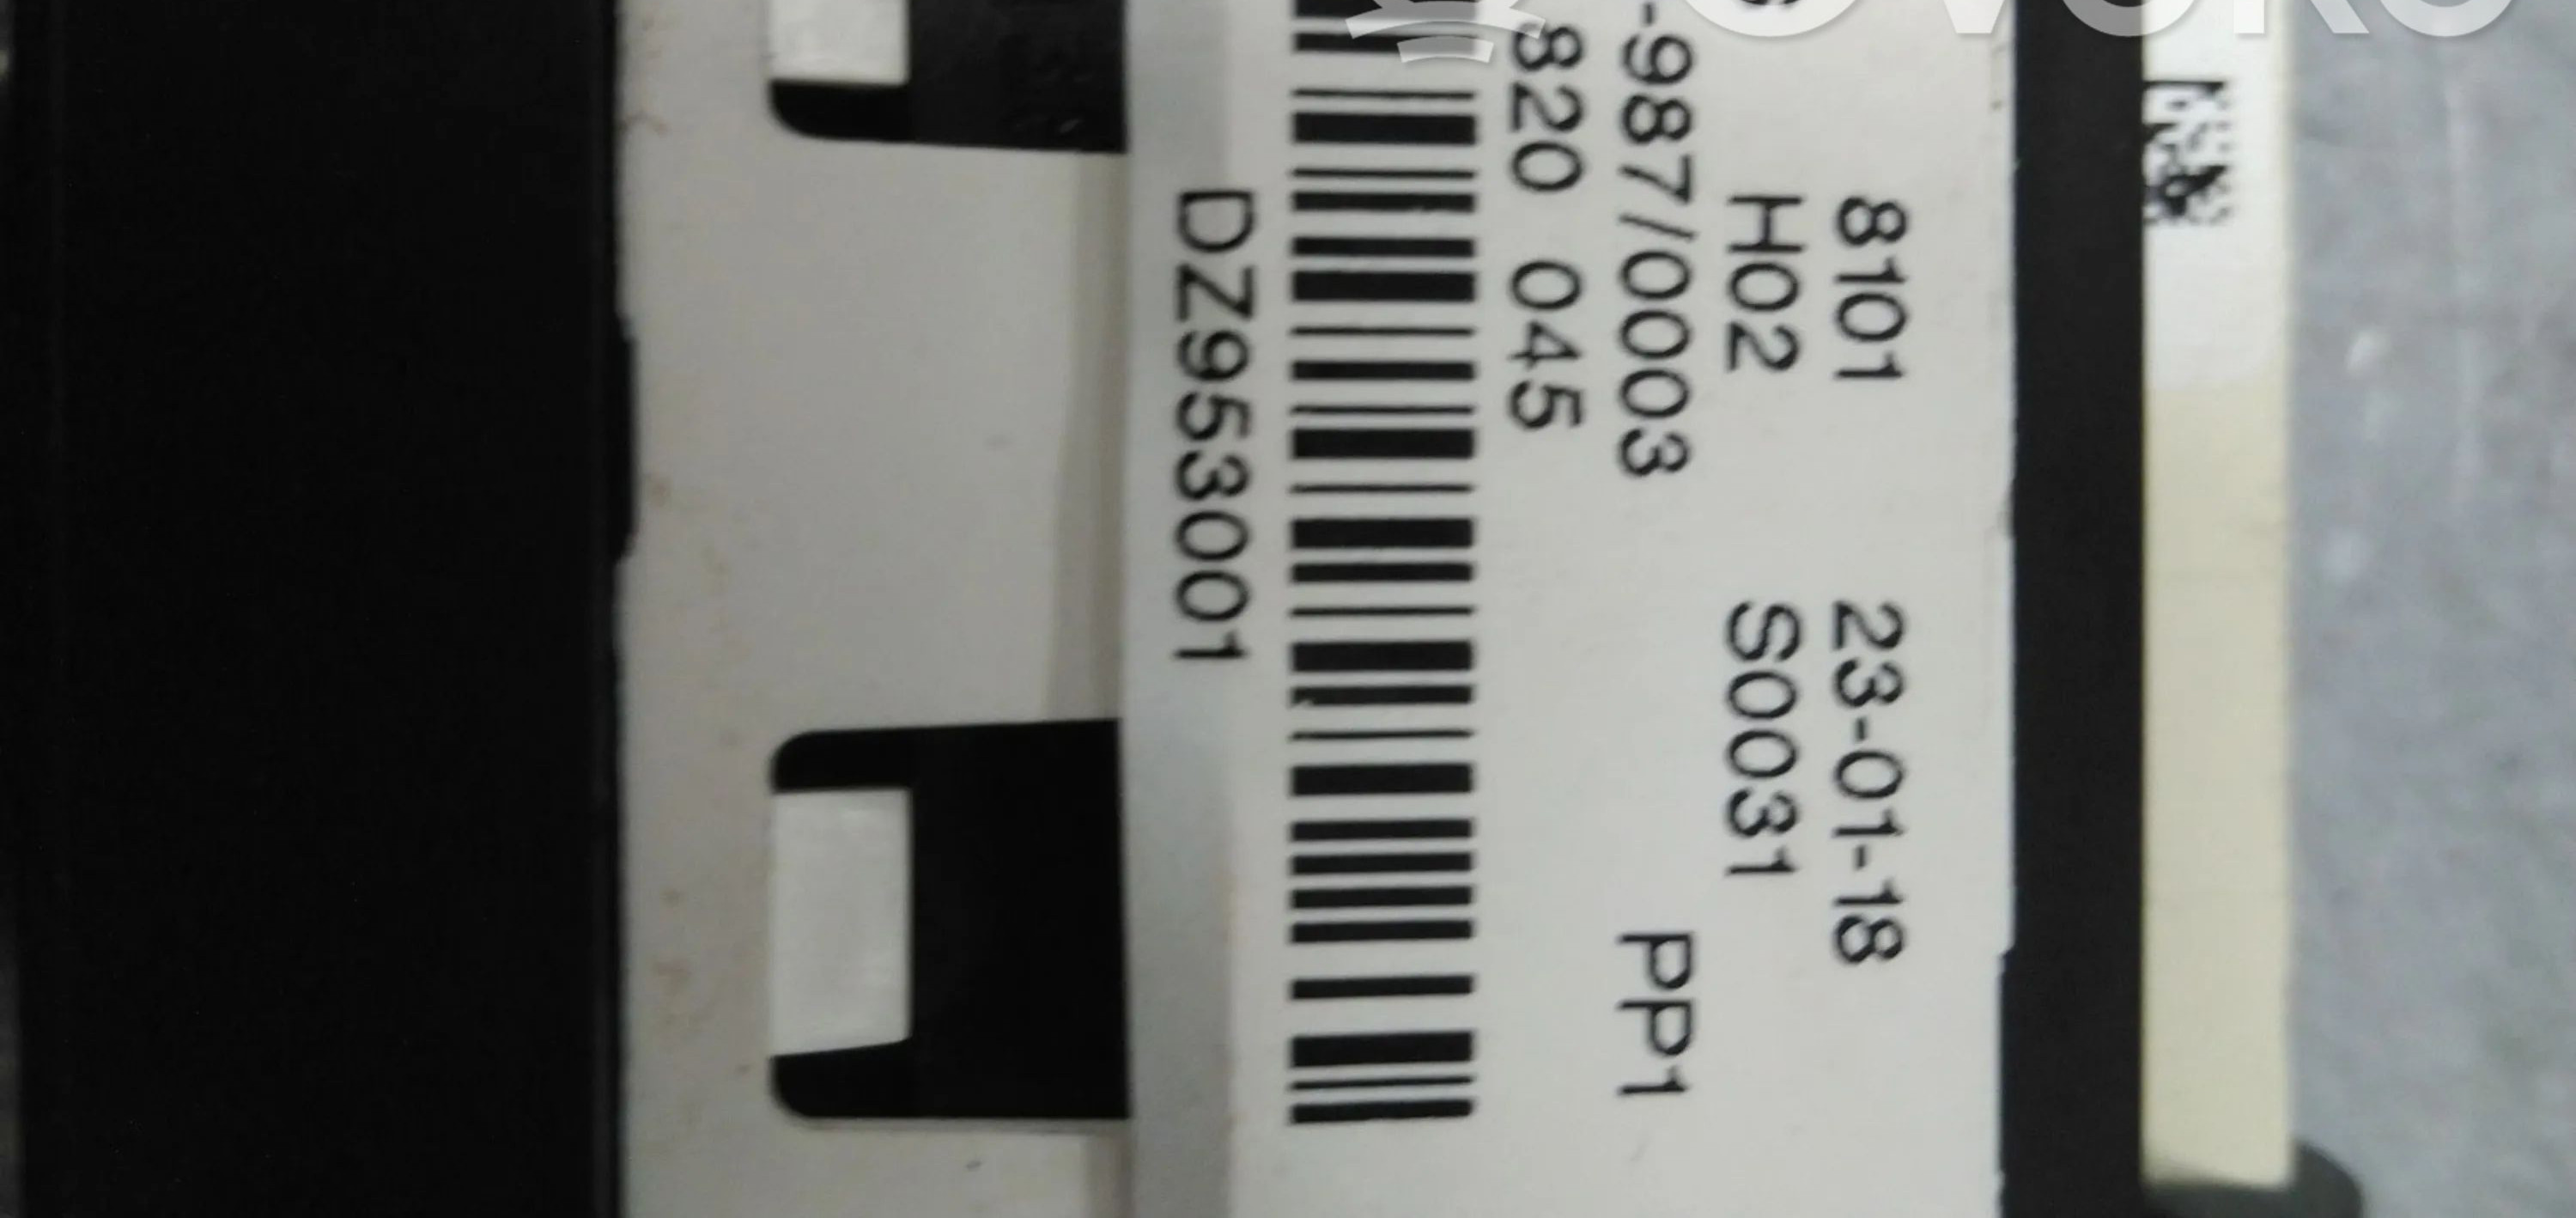 8101 23-01-18
H02 S0031
-987/0003 PP1
820 045
DZ953001